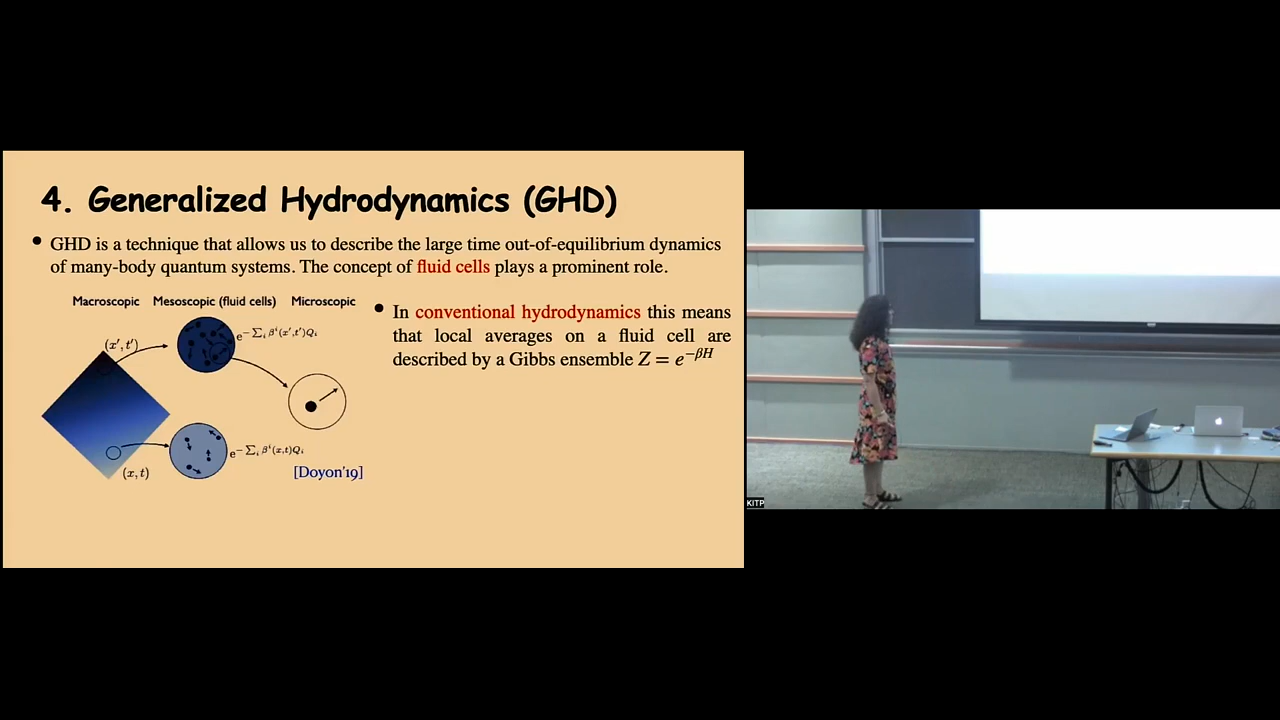 4. Generalized Hydrodynamics (GHD)
• GHD is a technique that allows us to describe the large time out-of-equilibrium dynamics
of many-body quantum systems. The concept of fluid cells plays a prominent role.
Macroscopic Mesoscopic (fluid cells) Microscopic
(x′, t′)
e^{-∑_i β^i(x′,t′)Q_i}
(x, t)
e^{-∑_i β^i(x,t)Q_i}
[Doyon'19]
• In conventional hydrodynamics this means
that local averages on a fluid cell are
described by a Gibbs ensemble Z = e^{-βH}
KITP